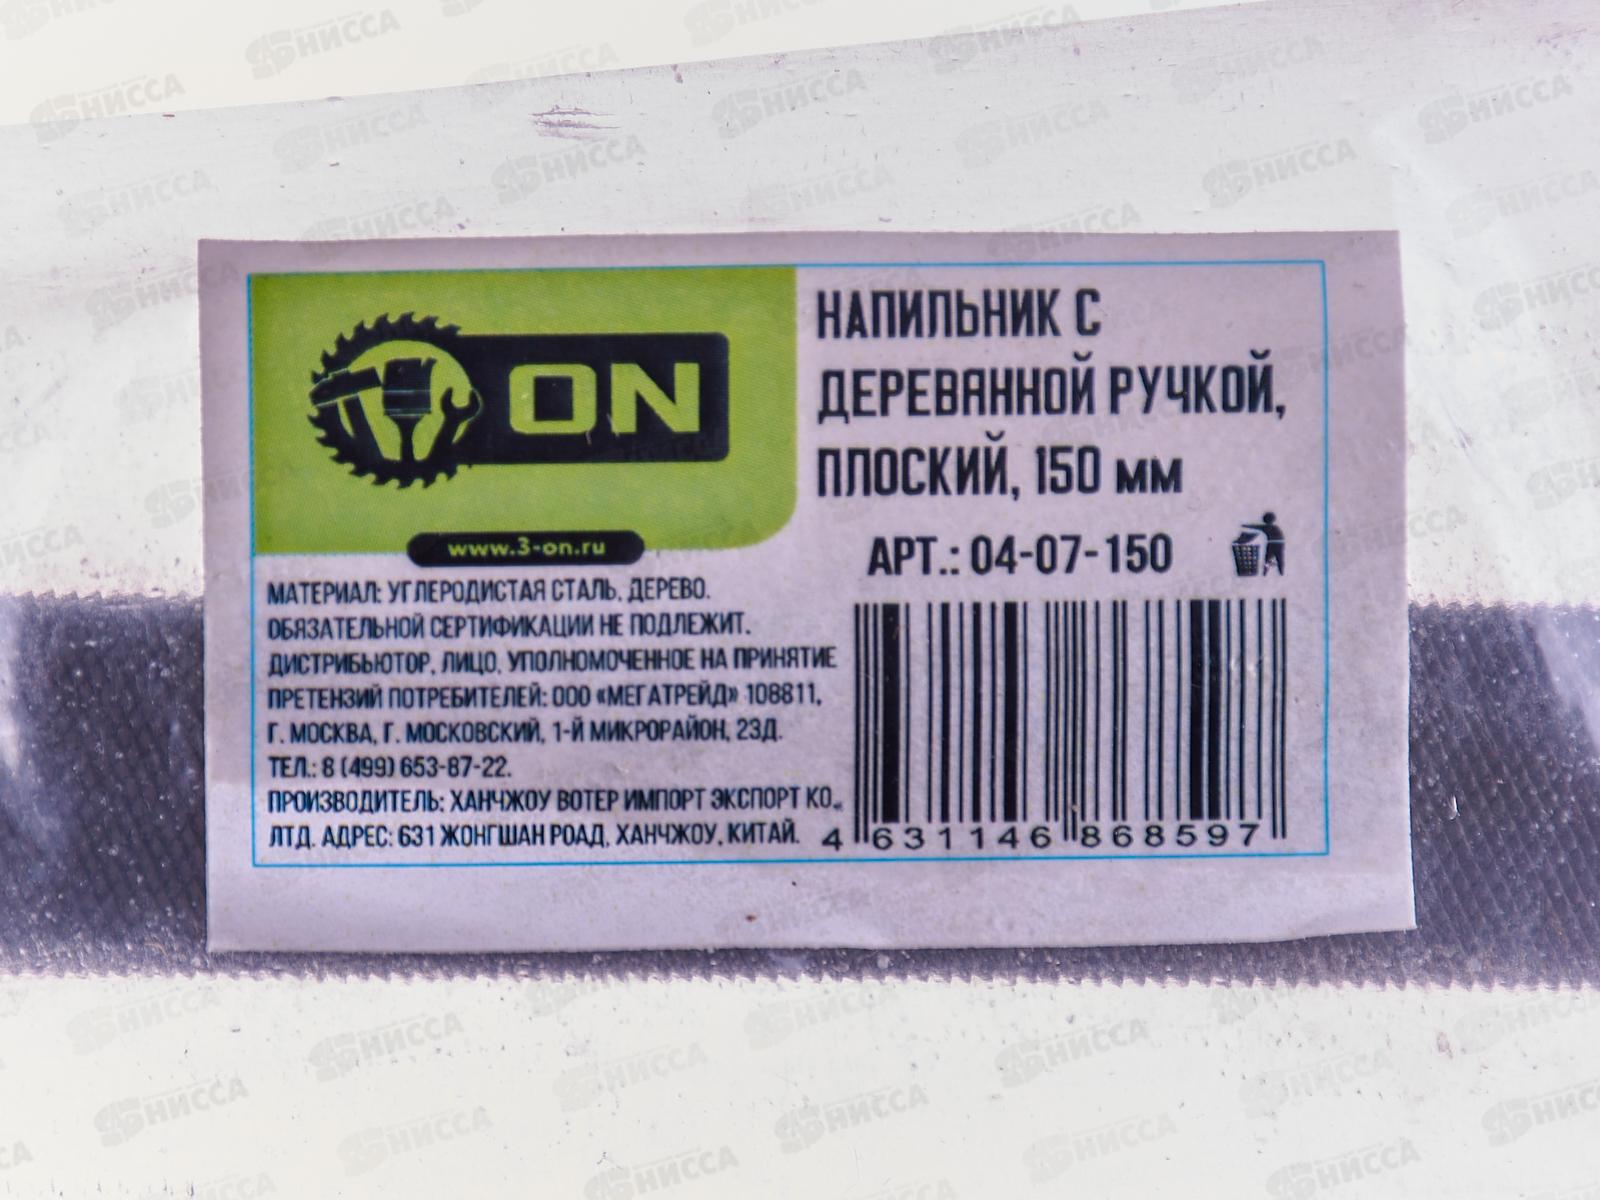 ON
www.3-on.ru
НАПИЛЬНИК С
ДЕРЕВЯННОЙ РУЧКОЙ,
ПЛОСКИЙ, 150 мм
АРТ.: 04-07-150
МАТЕРИАЛ: УГЛЕРОДИСТАЯ СТАЛЬ, ДЕРЕВО.
ОБЯЗАТЕЛЬНОЙ СЕРТИФИКАЦИИ НЕ ПОДЛЕЖИТ.
ДИСТРИБЬЮТОР, ЛИЦО, УПОЛНОМОЧЕННОЕ НА ПРИНЯТИЕ
ПРЕТЕНЗИЙ ПОТРЕБИТЕЛЕЙ: ООО «МЕГАТРЕЙД» 108811,
Г. МОСКВА, Г. МОСКОВСКИЙ, 1-Й МИКРОРАЙОН, 23Д.
ТЕЛ.: 8 (499) 653-87-22.
ПРОИЗВОДИТЕЛЬ: ХАНЧЖОУ ВОТЕР ИМПОРТ ЭКСПОРТ КО.,
ЛТД. АДРЕС: 631 ЖОНГШАН РОАД, ХАНЧЖОУ, КИТАЙ.
4 631146 868597